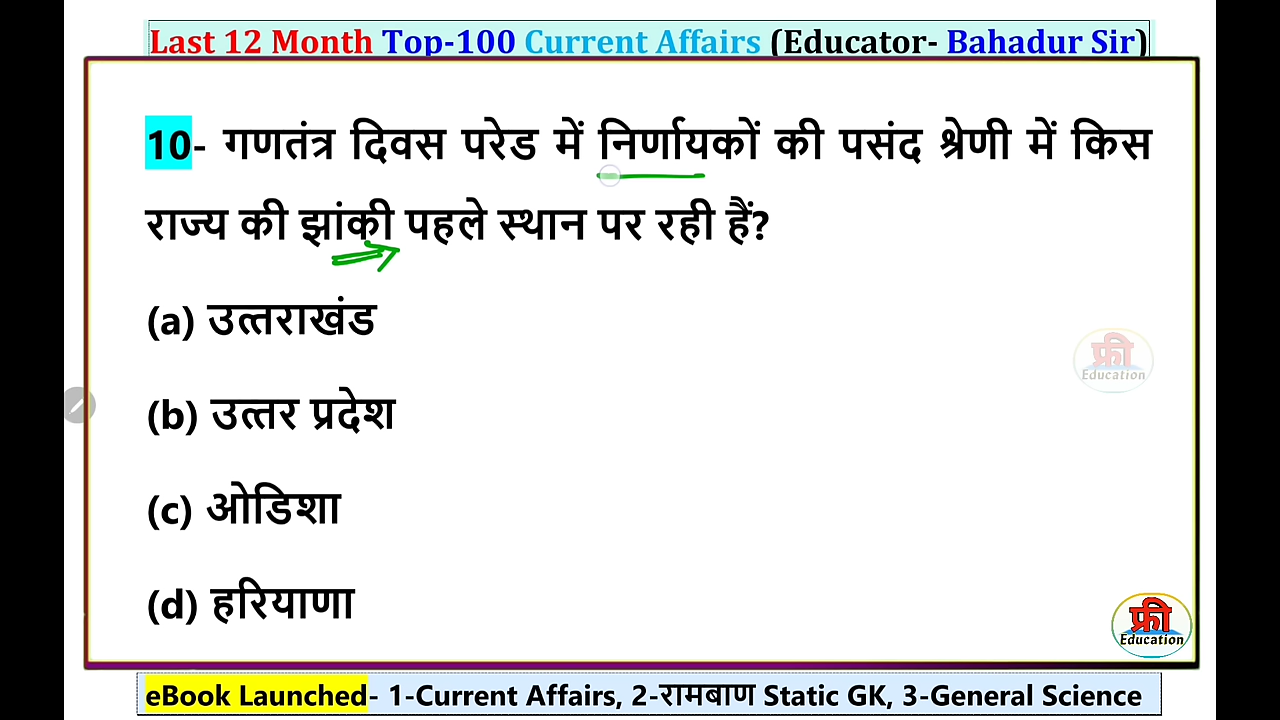 Last 12 Month Top-100 Current Affairs (Educator- Bahadur Sir)
10- गणतंत्र दिवस परेड में निर्णायकों की पसंद श्रेणी में किस
राज्य की झांकी पहले स्थान पर रही हैं?
(a) उत्तराखंड
फ्री
Education
(b) उत्तर प्रदेश
(c) ओडिशा
(d) हरियाणा
फ्री
Education
eBook Launched- 1-Current Affairs, 2-रामबाण Static GK, 3-General Science